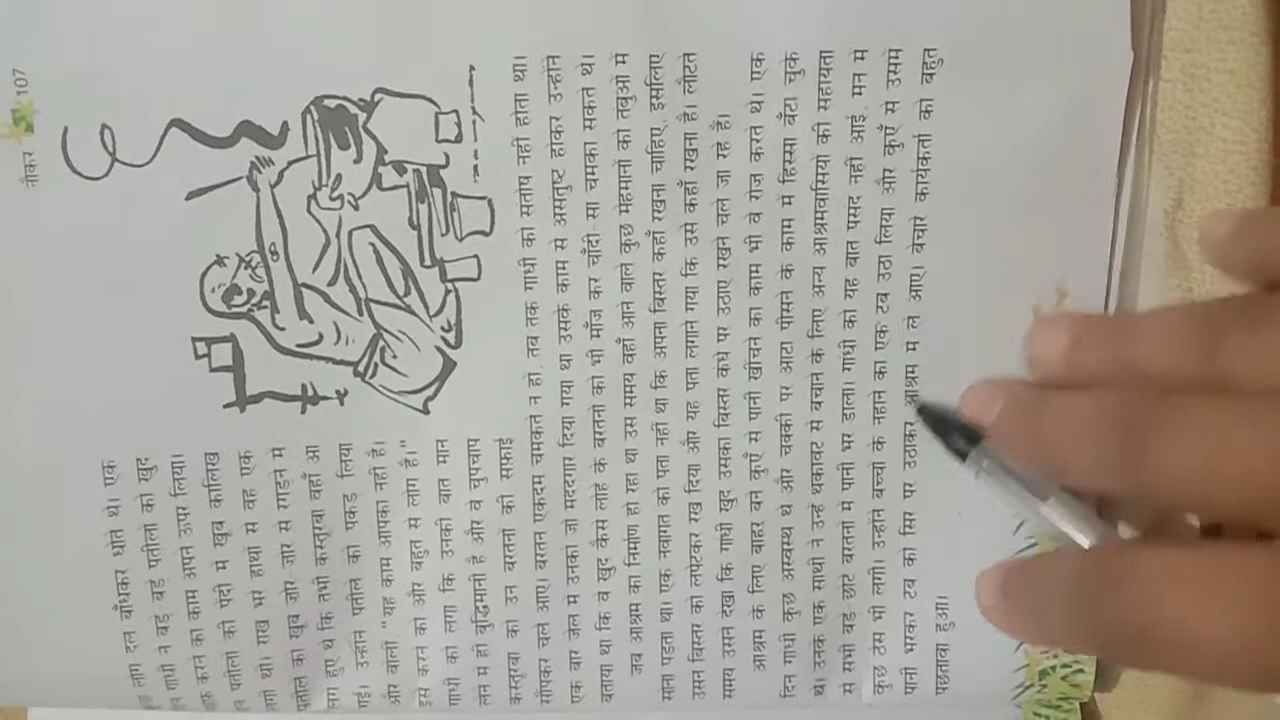 नौकर 107
लोग दल बाँधकर धोते थे। एक
गांधी ने बड़े-बड़े पतीलों को खुद
करने का काम अपने ऊपर लिया।
पतीलों की पेंदी में खूब कालिख
लगी थी। राख भरे हाथों से वह एक
पतीले को खूब ज़ोर-ज़ोर से रगड़ने में
लगे हुए थे कि तभी कस्तूरबा वहाँ आ
गईं। उन्होंने पतीले को पकड़ लिया
और बोलीं, "यह काम आपका नहीं है।
इसे करने को और बहुत से लोग हैं।"
गांधी को लगा कि उनकी बात मान
लेने में ही बुद्धिमानी है और वे चुपचाप
कस्तूरबा को उन बरतनों की सफ़ाई
सौंपकर चले आए। बरतन एकदम चमकते न हों, तब तक गांधी को संतोष नहीं होता था।
एक बार जेल में उनको जो मददगार दिया गया था उसके काम से असंतुष्ट होकर उन्होंने
बताया था कि वे खुद कैसे लोहे के बरतनों को भी माँज कर चाँदी-सा चमका सकते थे।
जब आश्रम का निर्माण हो रहा था उस समय वहाँ आने वाले कुछ मेहमानों को तंबुओं में
सोना पड़ता था। एक नवागत को पता नहीं था कि अपना बिस्तर कहाँ रखना चाहिए, इसलिए
उसने बिस्तर को लपेटकर रख दिया और यह पता लगाने गया कि उसे कहाँ रखना है। लौटते
समय उसने देखा कि गांधी खुद उसका बिस्तर कंधे पर उठाए रखने चले जा रहे हैं।
आश्रम के लिए बाहर बने कुएँ से पानी खींचने का काम भी वे रोज़ करते थे। एक
दिन गांधी कुछ अस्वस्थ थे और चक्की पर आटा पीसने के काम में हिस्सा बँटा चुके
थे। उनके एक साथी ने उन्हें थकावट से बचाने के लिए अन्य आश्रमवासियों की सहायता
से सभी बड़े-छोटे बरतनों में पानी भर डाला। गांधी को यह बात पसंद नहीं आई, मन में
कुछ ठेस भी लगी। उन्होंने बच्चों के नहाने का एक टब उठा लिया और कुएँ से उसमें
पानी भरकर टब को सिर पर उठाकर आश्रम में ले आए। बेचारे कार्यकर्ता को बहुत
पछतावा हुआ।